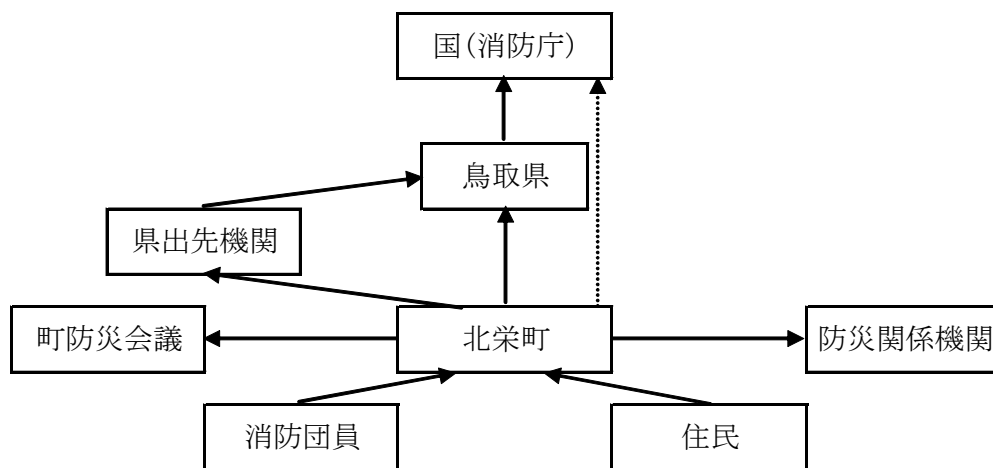 国(消防庁)
鳥取県
県出先機関
町防災会議
北栄町
防災関係機関
消防団員
住民